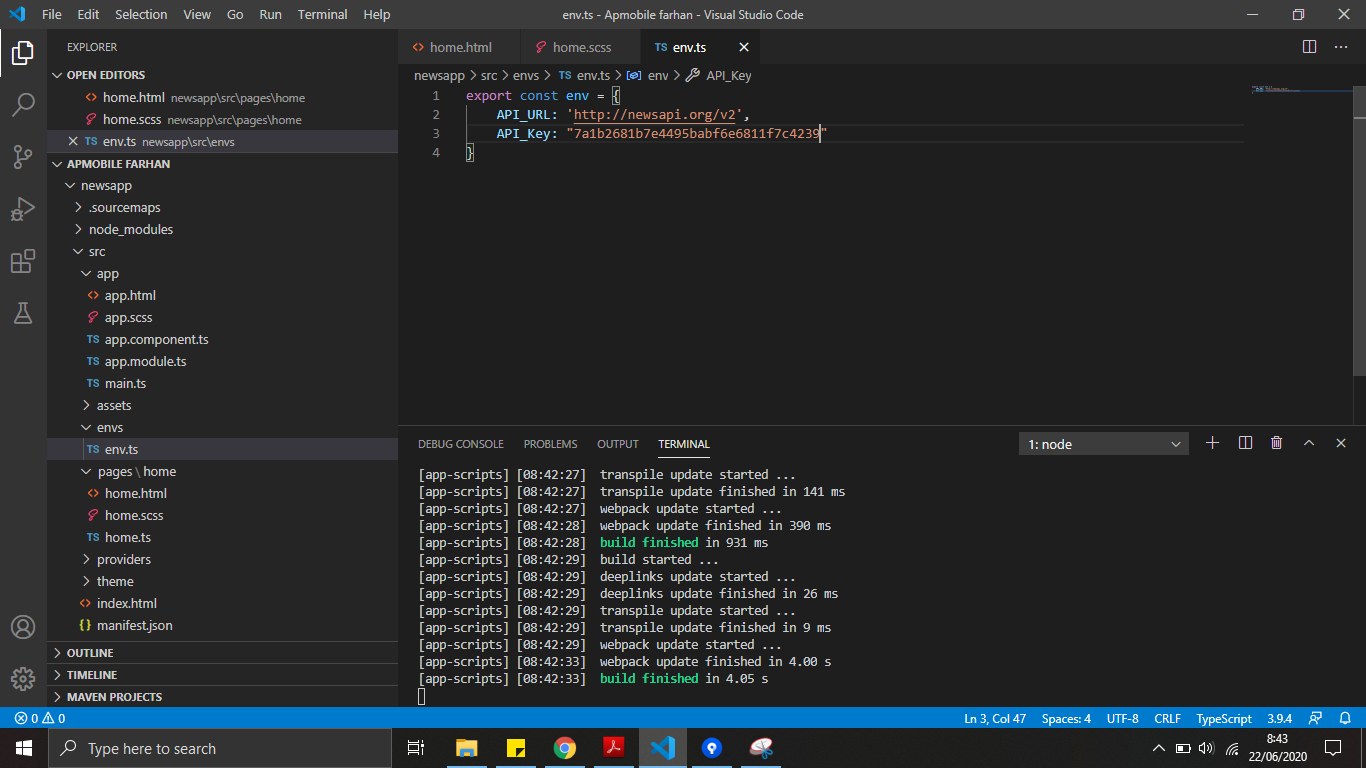 File Edit Selection View Go Run Terminal Help env.ts - Apmobile farhan - Visual Studio Code
EXPLORER
OPEN EDITORS
home.html newsapp\src\pages\home
home.scss newsapp\src\pages\home
TS env.ts newsapp\src\envs
APMOBILE FARHAN
newsapp
.sourcemaps
node_modules
src
app
app.html
app.scss
TS app.component.ts
TS app.module.ts
TS main.ts
assets
envs
TS env.ts
pages \ home
home.html
home.scss
TS home.ts
providers
theme
index.html
{} manifest.json
OUTLINE
TIMELINE
MAVEN PROJECTS
home.html home.scss TS env.ts
newsapp > src > envs > TS env.ts > env > API_Key
1 export const env = {
2 API_URL: 'http://newsapi.org/v2',
3 API_Key: "7a1b2681b7e4495babf6e6811f7c4239"
4 }
DEBUG CONSOLE PROBLEMS OUTPUT TERMINAL 1: node
[app-scripts] [08:42:27] transpile update started ...
[app-scripts] [08:42:27] transpile update finished in 141 ms
[app-scripts] [08:42:27] webpack update started ...
[app-scripts] [08:42:28] webpack update finished in 390 ms
[app-scripts] [08:42:28] build finished in 931 ms
[app-scripts] [08:42:29] build started ...
[app-scripts] [08:42:29] deeplinks update started ...
[app-scripts] [08:42:29] deeplinks update finished in 26 ms
[app-scripts] [08:42:29] transpile update started ...
[app-scripts] [08:42:29] transpile update finished in 9 ms
[app-scripts] [08:42:29] webpack update started ...
[app-scripts] [08:42:33] webpack update finished in 4.00 s
[app-scripts] [08:42:33] build finished in 4.05 s
0 0 Ln 3, Col 47 Spaces: 4 UTF-8 CRLF TypeScript 3.9.4
Type here to search
8:43
22/06/2020